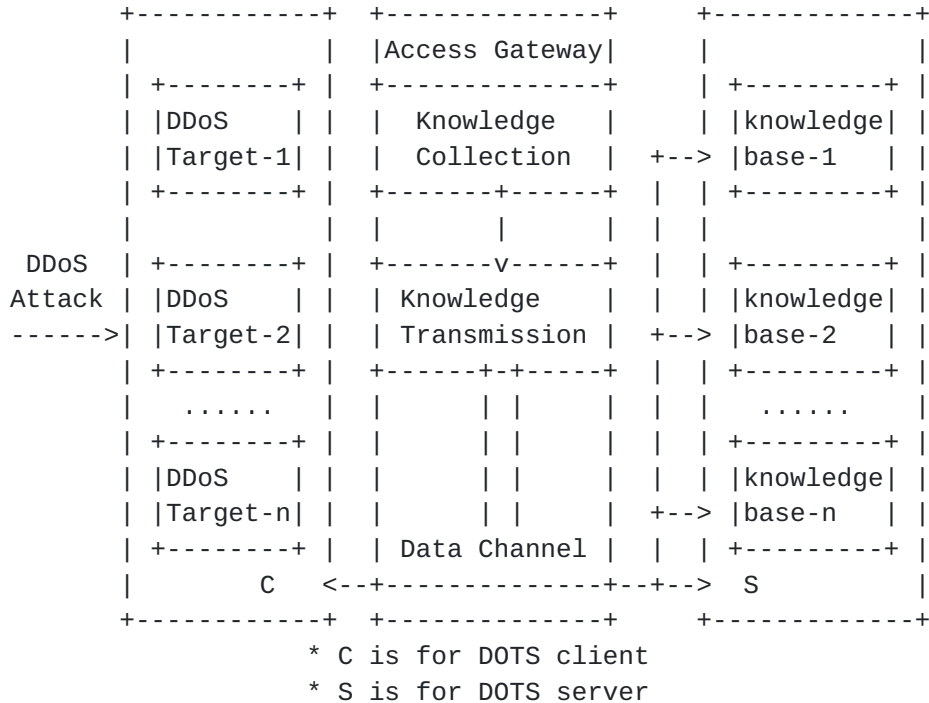 +------------+  +-------------+     +-------------+
      |            |  |Access Gateway|     |             |
      | +--------+ |  +-------------+     | +---------+ |
      | |DDoS    | |  |  Knowledge   |     | |knowledge| |
      | |Target-1| |  |  Collection  |  +--> |base-1   | |
      | +--------+ |  +-------+------+  |  | +---------+ |
      |            |  |       |      |  |  |             |
 DDoS | +--------+ |  +-------v------+  |  | +---------+ |
Attack | |DDoS    | |  | Knowledge    |  |  | |knowledge| |
------>| |Target-2| |  | Transmission |  +--> |base-2   | |
      | +--------+ |  +------+-+-----+  |  | +---------+ |
      |   ......   |  |      | |     |  |  |   ......    |
      | +--------+ |  |      | |     |  |  | +---------+ |
      | |DDoS    | |  |      | |     |  |  | |knowledge| |
      | |Target-n| |  |      | |     |  +--> |base-n   | |
      | +--------+ |  | Data Channel |  |  | +---------+ |
      |        C   <--+-------------+--+-->  S          |
      +------------+  +-------------+     +-------------+
* C is for DOTS client
* S is for DOTS server